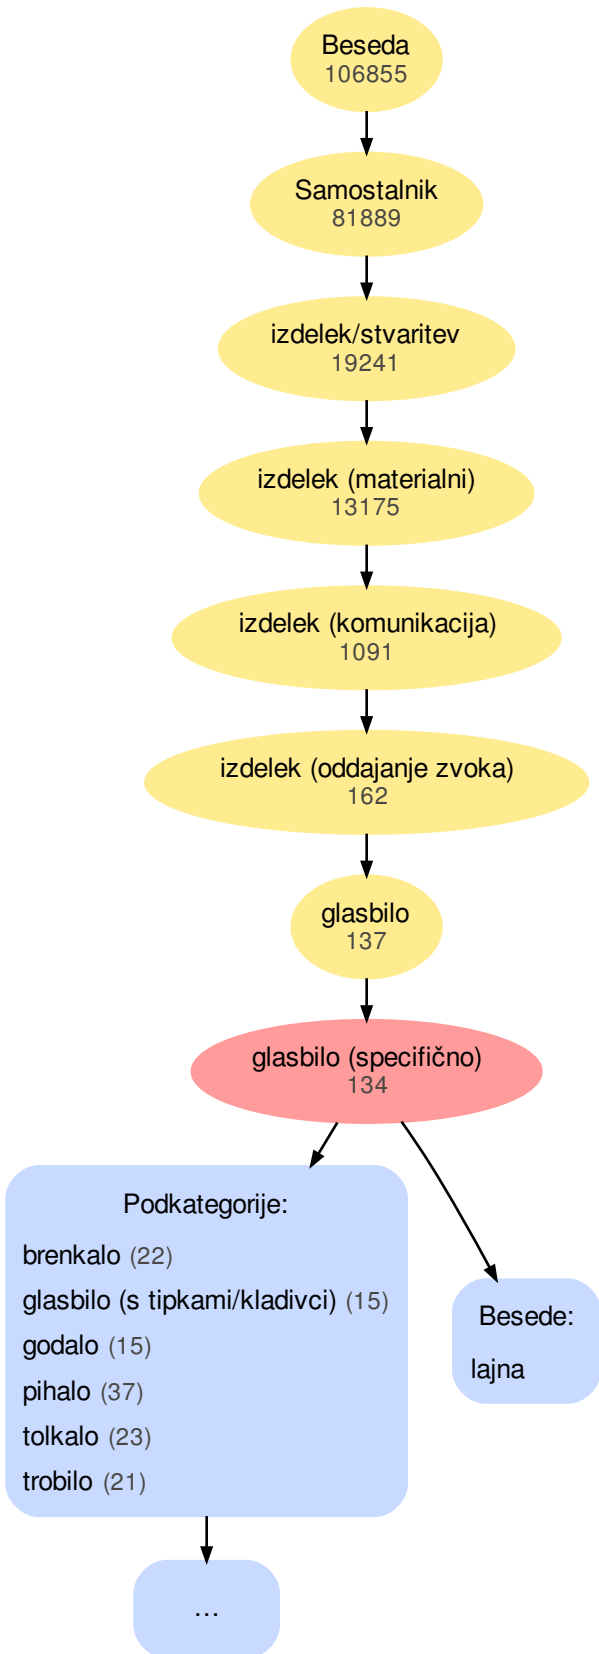 Beseda
106855
Samostalnik
81889
izdelek/stvaritev
19241
izdelek (materialni)
13175
izdelek (komunikacija)
1091
izdelek (oddajanje zvoka)
162
glasbilo
137
glasbilo (specifično)
134
Podkategorije:
brenkalo (22)
glasbilo (s tipkami/kladivci) (15)
godalo (15)
pihalo (37)
tolkalo (23)
trobilo (21)
Besede:
lajna
...